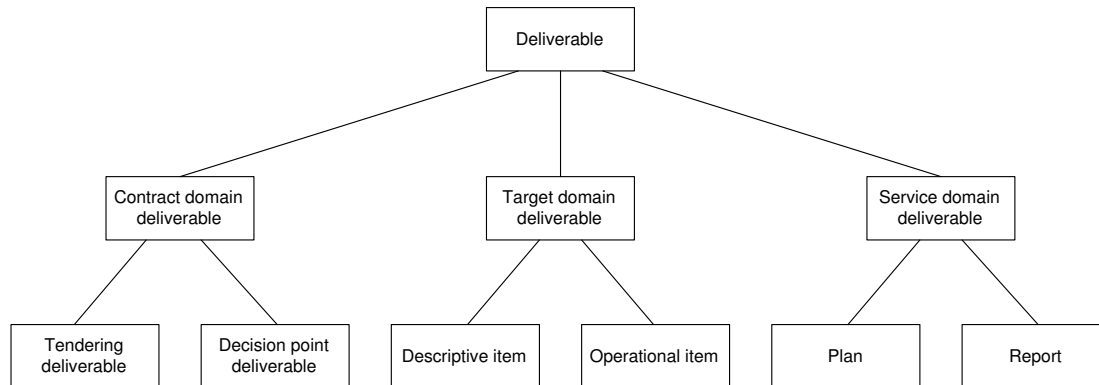 Deliverable
Contract domain
deliverable
Target domain
deliverable
Service domain
deliverable
Tendering
deliverable
Decision point
deliverable
Descriptive item
Operational item
Plan
Report